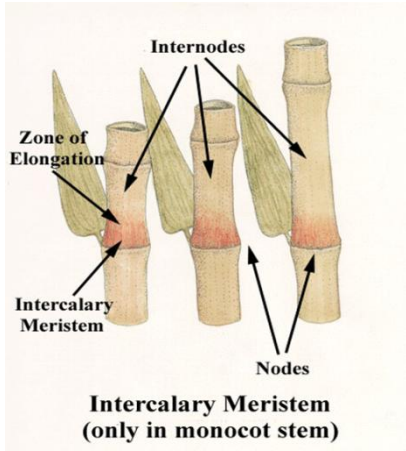 Internodes
Zone of
Elongation
Intercalary
Meristem
Nodes
Intercalary Meristem
(only in monocot stem)